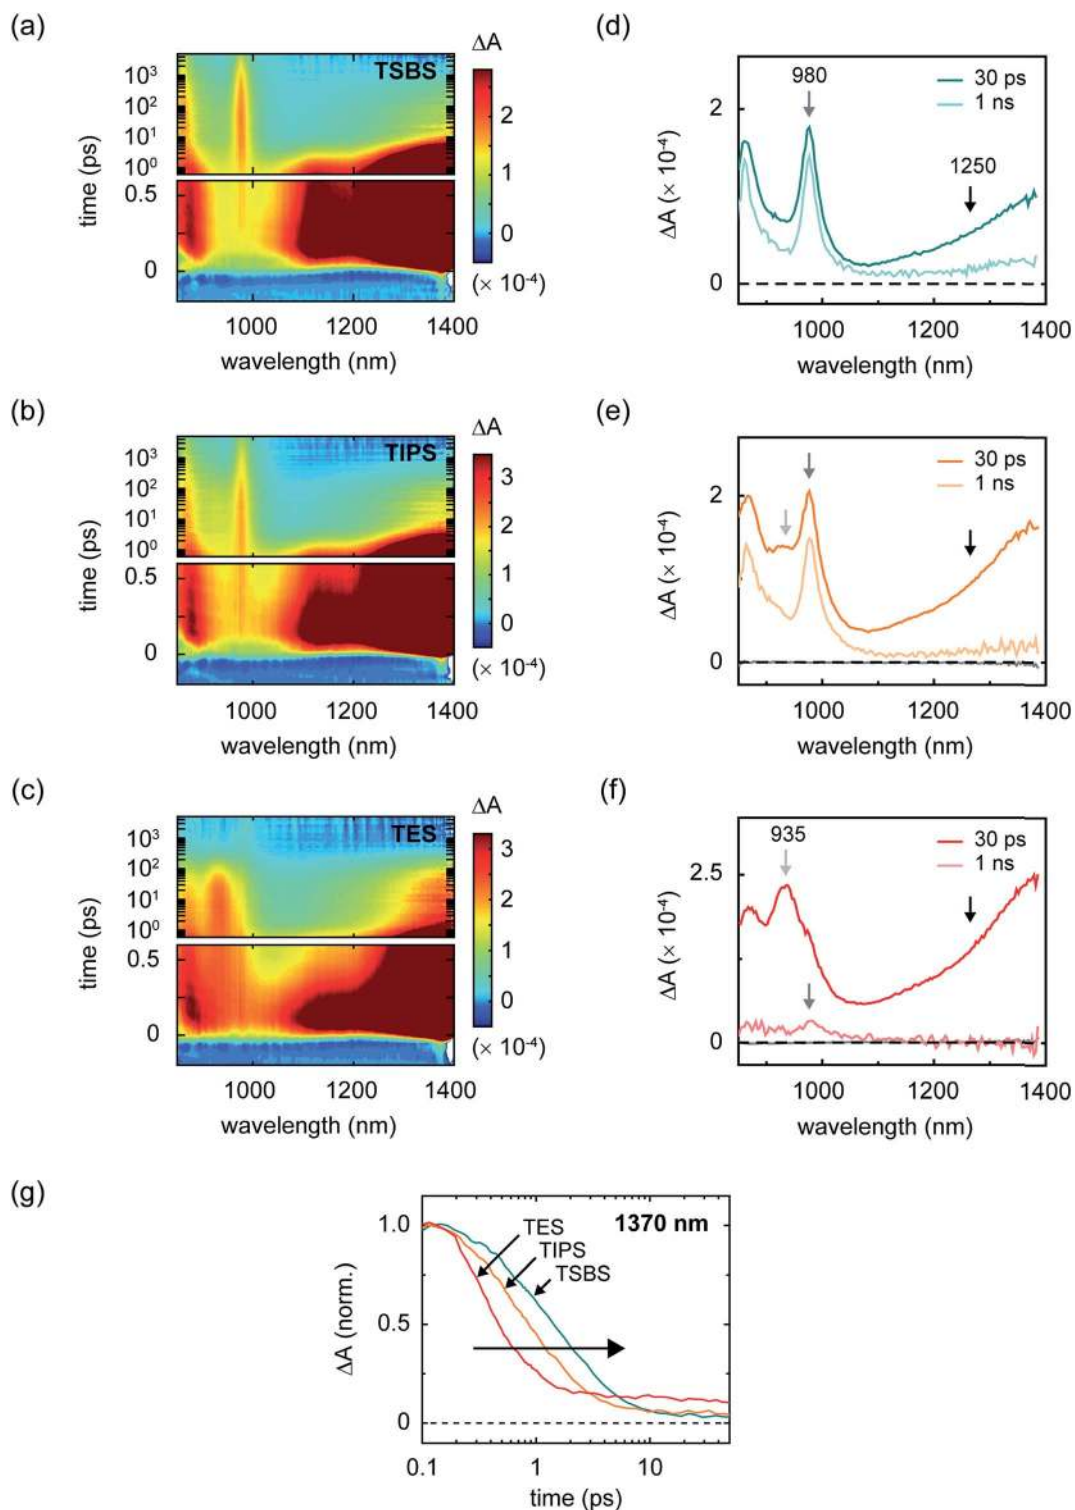 (a)
ΔA
TSBS
time (ps)
10³
10²
10¹
10⁰
0.5
0
2
1
0
(× 10⁻⁴)
1000 1200 1400
wavelength (nm)
(d)
980
30 ps
1 ns
1250
ΔA (× 10⁻⁴)
2
0
1000 1200 1400
wavelength (nm)
(b)
ΔA
TIPS
time (ps)
10³
10²
10¹
10⁰
0.5
0
3
2
1
0
(× 10⁻⁴)
1000 1200 1400
wavelength (nm)
(e)
30 ps
1 ns
ΔA (× 10⁻⁴)
2
0
1000 1200 1400
wavelength (nm)
(c)
ΔA
TES
time (ps)
10³
10²
10¹
10⁰
0.5
0
3
2
1
0
(× 10⁻⁴)
1000 1200 1400
wavelength (nm)
(f)
935
30 ps
1 ns
ΔA (× 10⁻⁴)
2.5
0
1000 1200 1400
wavelength (nm)
(g)
1370 nm
TES
TIPS
TSBS
ΔA (norm.)
1.0
0.5
0
0.1 1 10
time (ps)